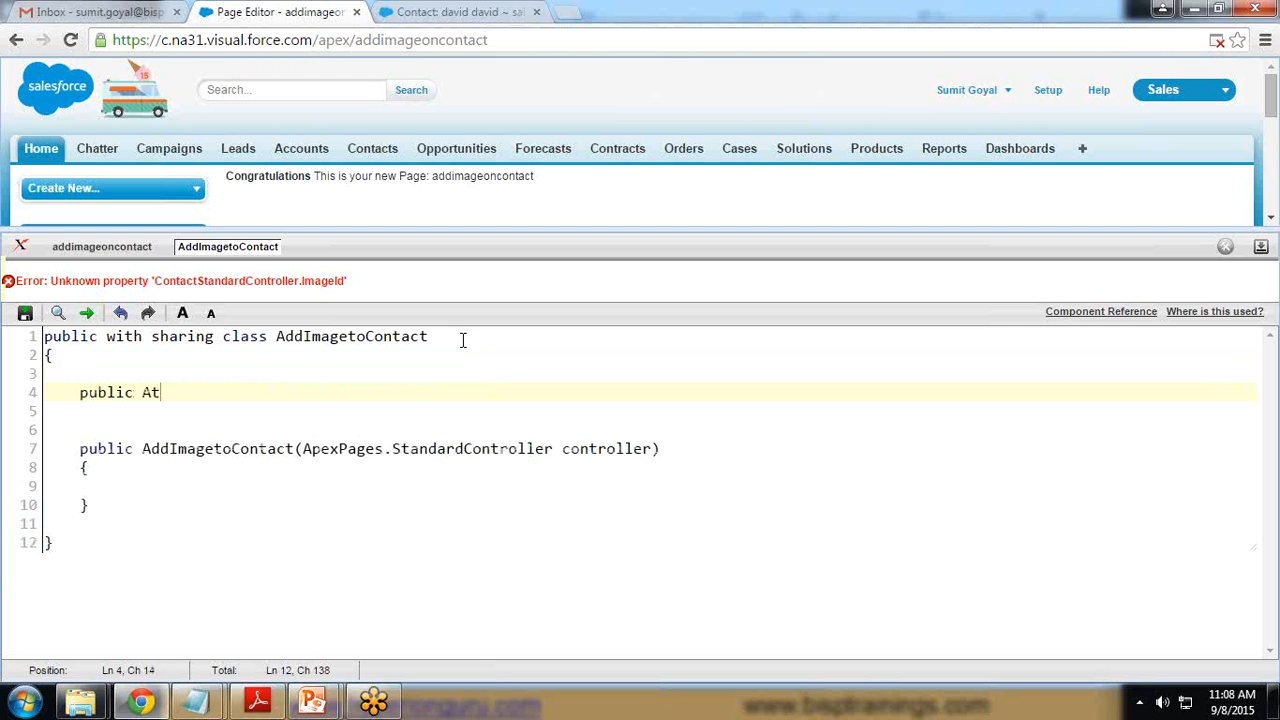 Inbox - sumit.goyal@bisp
Page Editor - addimageor
Contact: david david ~ sal
https://c.na31.visual.force.com/apex/addimageoncontact
salesforce
15
Search...
Search
Sumit Goyal
Setup
Help
Sales
Home
Chatter
Campaigns
Leads
Accounts
Contacts
Opportunities
Forecasts
Contracts
Orders
Cases
Solutions
Products
Reports
Dashboards
+
Create New...
Congratulations This is your new Page: addimageoncontact
addimageoncontact
AddImagetoContact
Error: Unknown property 'ContactStandardController.ImageId'
A
A
Component Reference
Where is this used?
1 public with sharing class AddImagetoContact
2 {
3
4 public At
5
6
7 public AddImagetoContact(ApexPages.StandardController controller)
8 {
9
10 }
11
12 }
Position:
Ln 4, Ch 14
Total:
Ln 12, Ch 138
www.bisptrainings.com
11:08 AM
9/8/2015